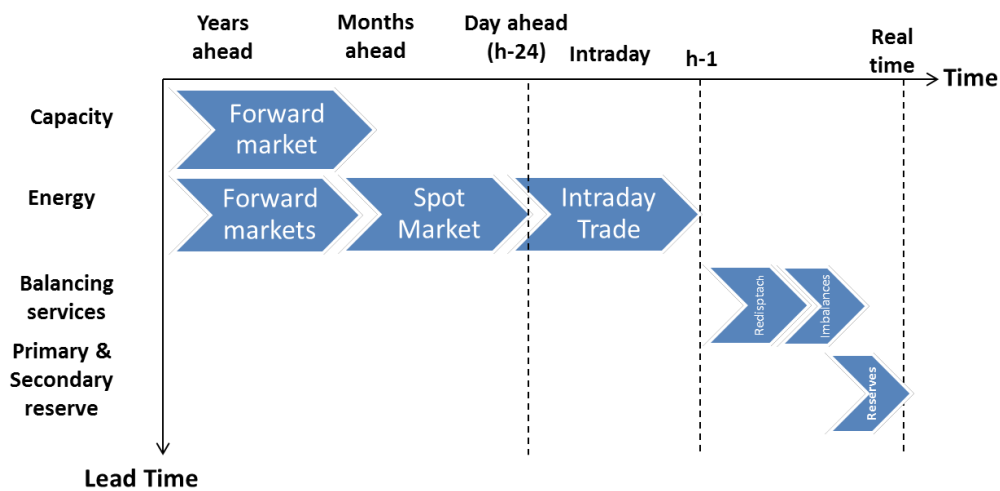 Years
ahead
Months
ahead
Day ahead
(h-24)
Intraday
h-1
Real
time
Time
Capacity
Forward
market
Energy
Forward
markets
Spot
Market
Intraday
Trade
Balancing
services
Redisptach
Imbalances
Primary &
Secondary
reserve
Reserves
Lead Time